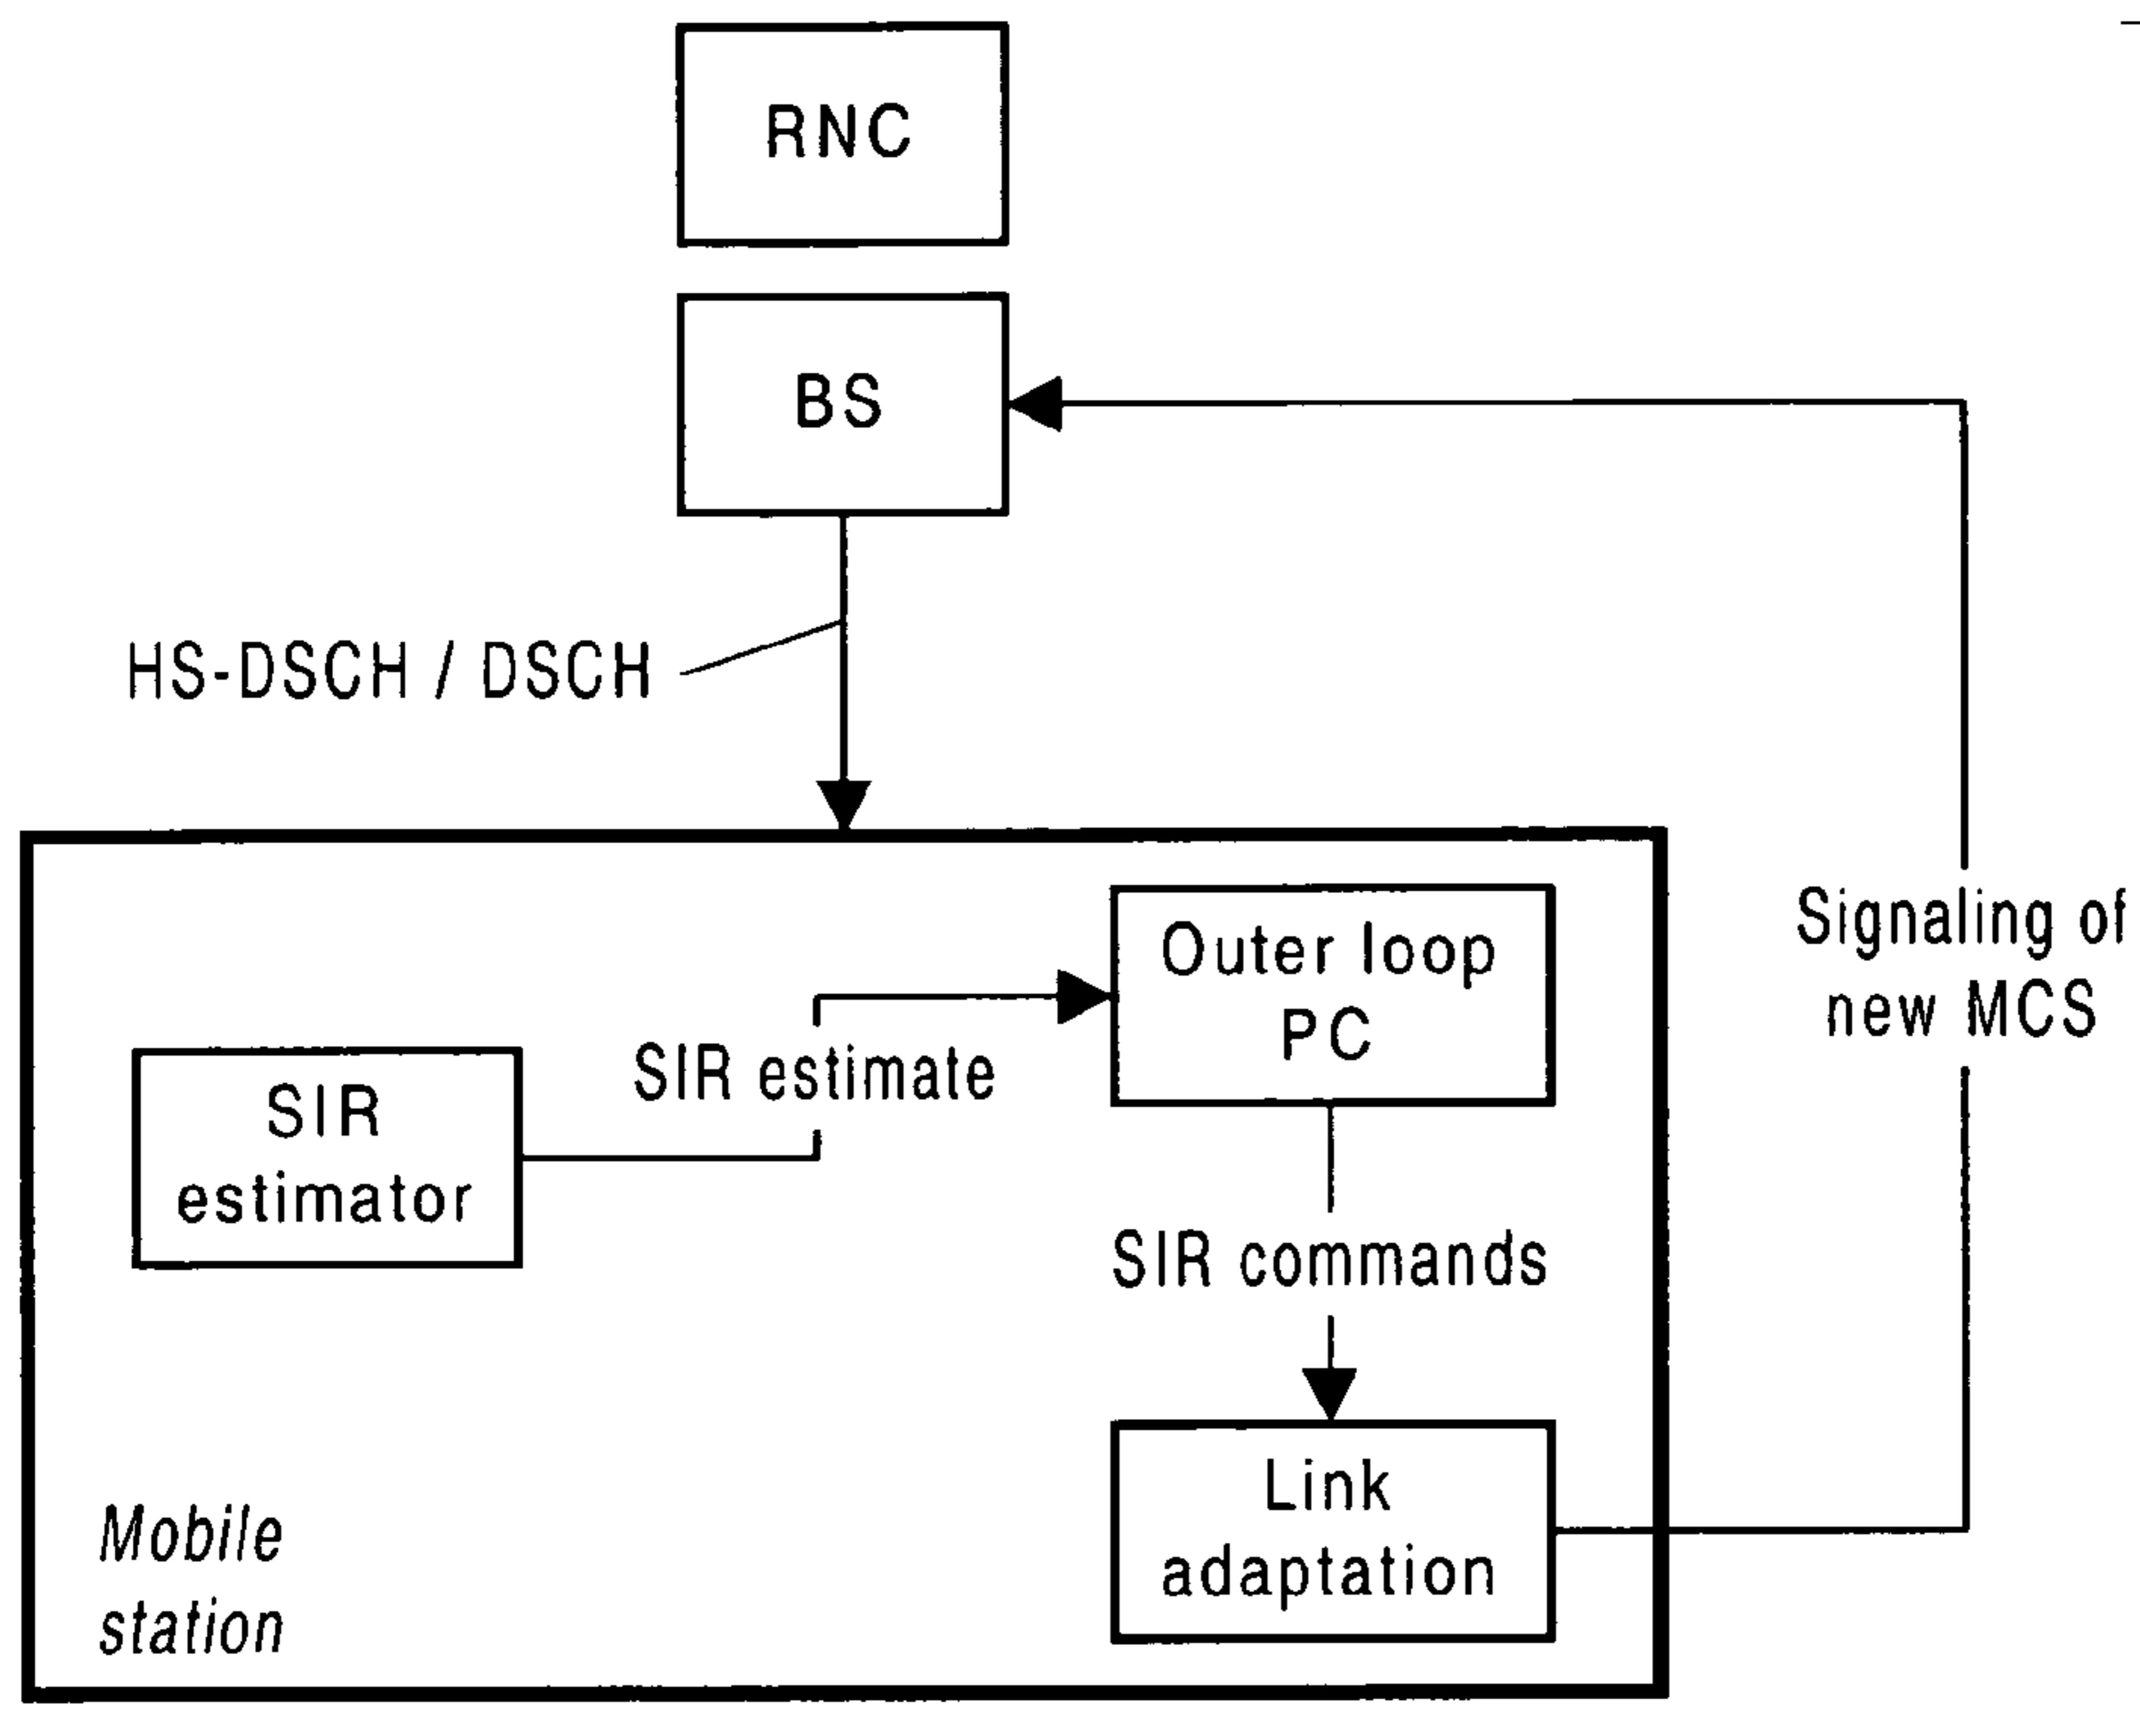 RNC
BS
HS-DSCH / DSCH
Outer loop
PC
Signaling of
new MCS
SIR estimate
SIR
estimator
SIR commands
Link
adaptation
Mobile
station